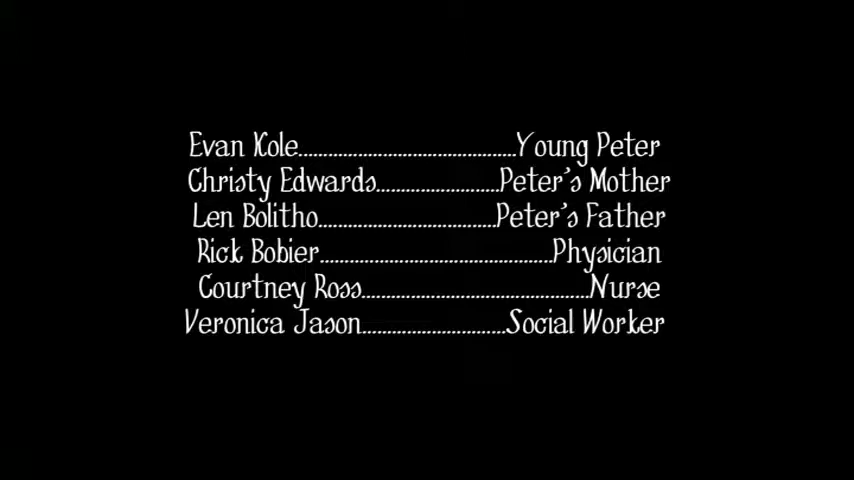 Evan Kole...........................................Young Peter
Christy Edwards.........................Peter's Mother
Len Bolitho....................................Peter's Father
Rick Bobier...............................................Physician
Courtney Ross..............................................Nurse
Veronica Jason.............................Social Worker